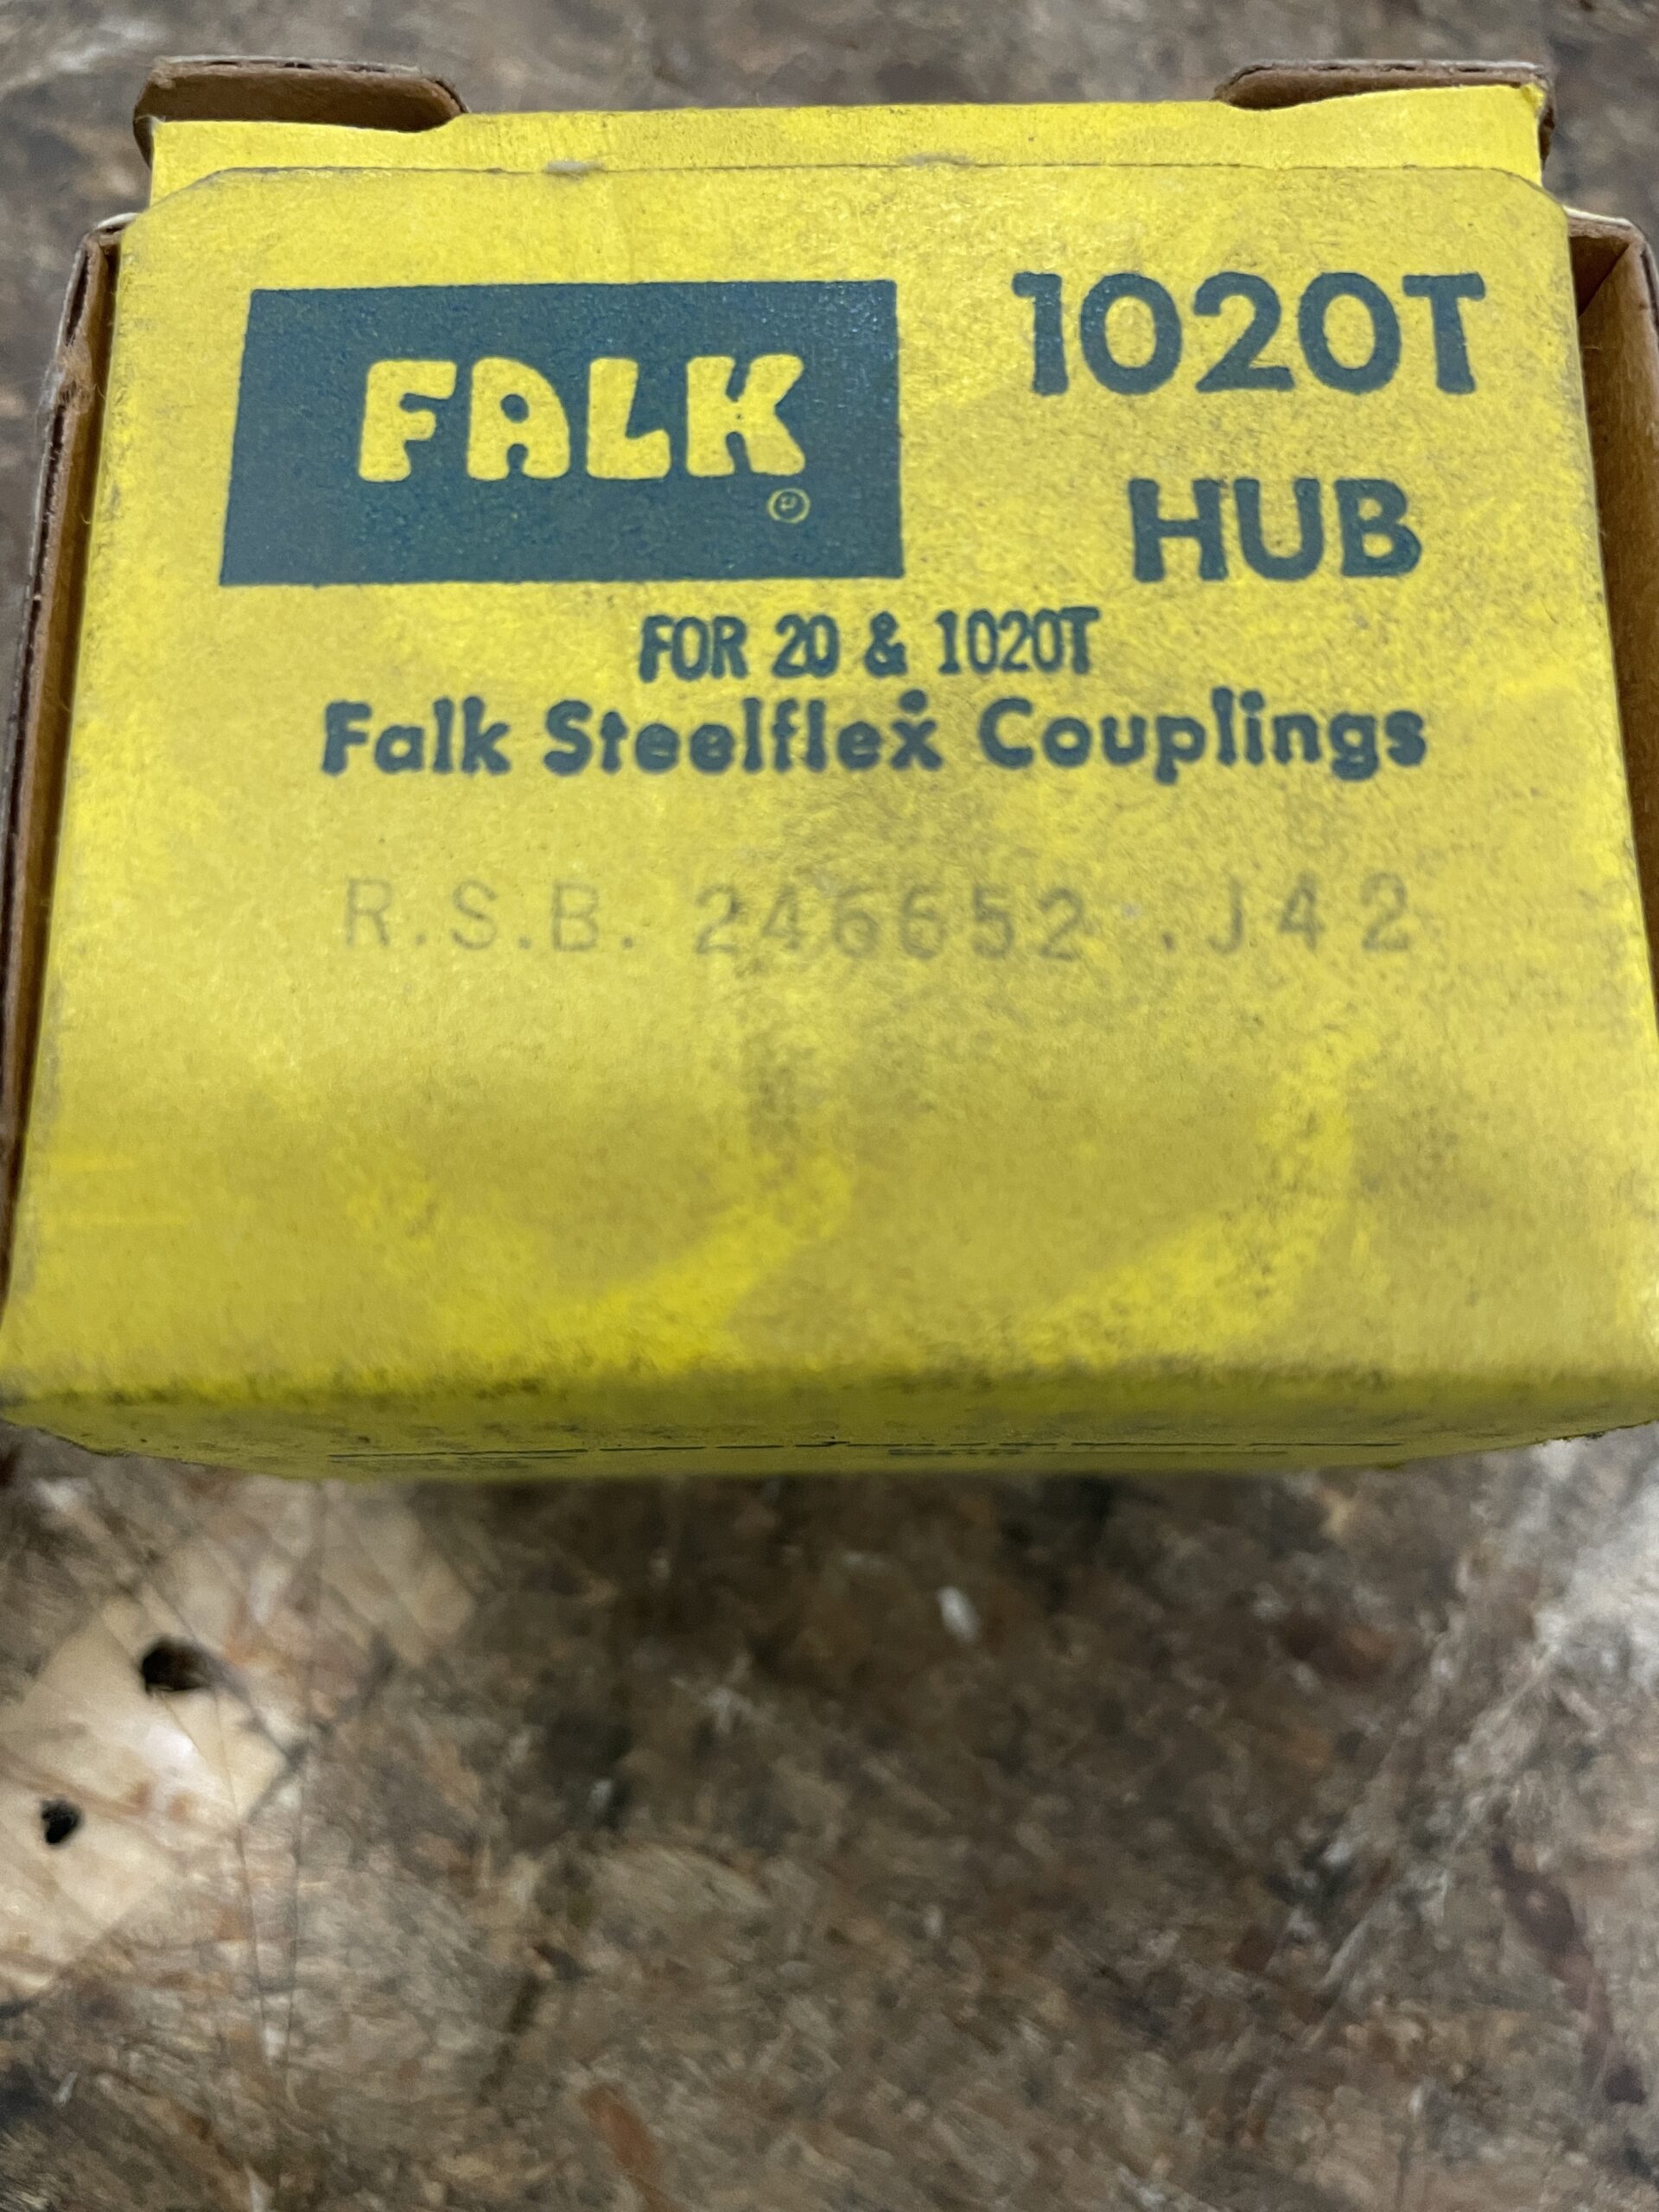 FALK ®
1020T
HUB
FOR 20 & 1020T
Falk Steelflex Couplings
R.S.B. 246652 .J42